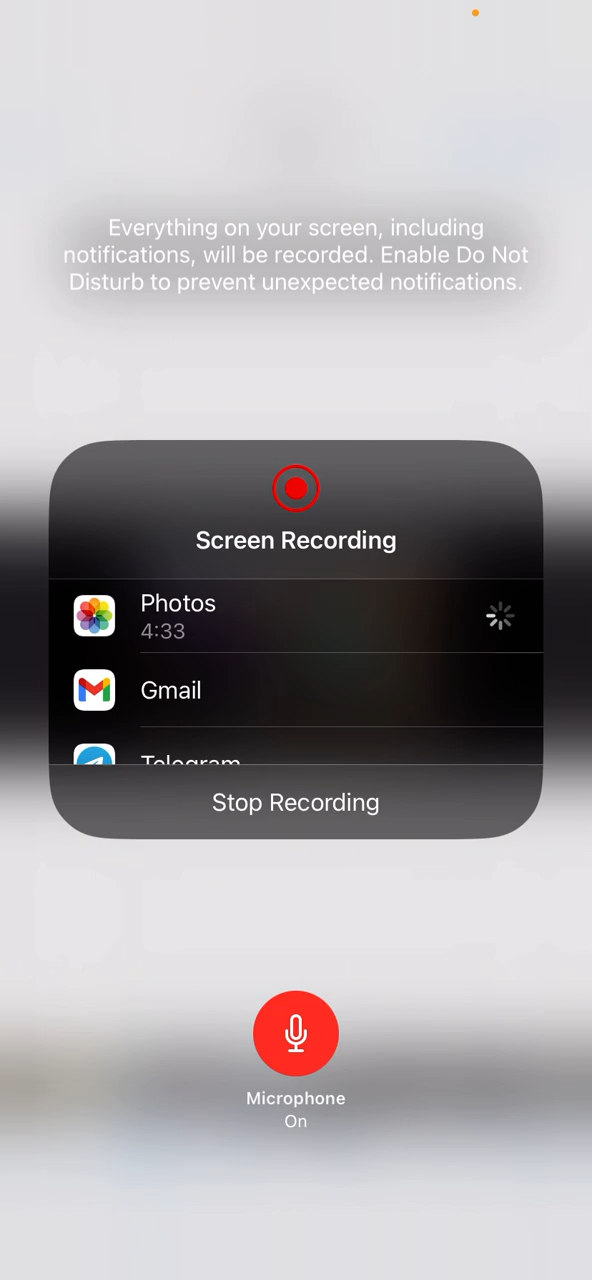 Everything on your screen, including
notifications, will be recorded. Enable Do Not
Disturb to prevent unexpected notifications.
Screen Recording
Photos
4:33
Gmail
Telegram
Stop Recording
Microphone
On